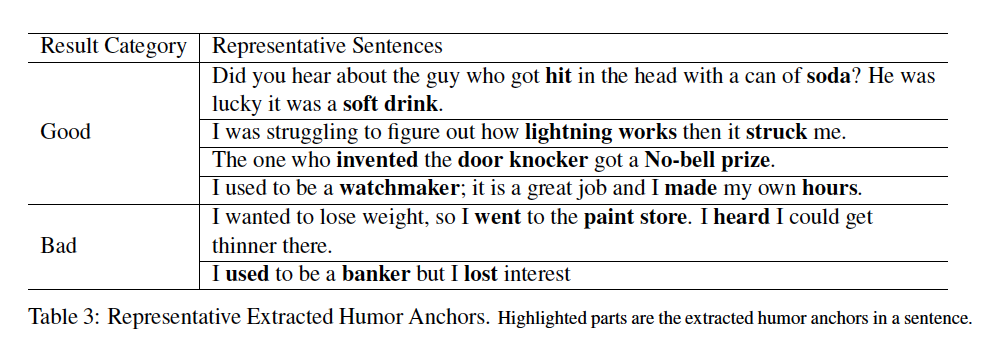 Result Category Representative Sentences
Did you hear about the guy who got hit in the head with a can of soda? He was
lucky it was a soft drink.
Good
I was struggling to figure out how lightning works then it struck me.
The one who invented the door knocker got a No-bell prize.
I used to be a watchmaker; it is a great job and I made my own hours.
I wanted to lose weight, so I went to the paint store. I heard I could get
Bad
thinner there.
I used to be a banker but I lost interest
Table 3: Representative Extracted Humor Anchors. Highlighted parts are the extracted humor anchors in a sentence.